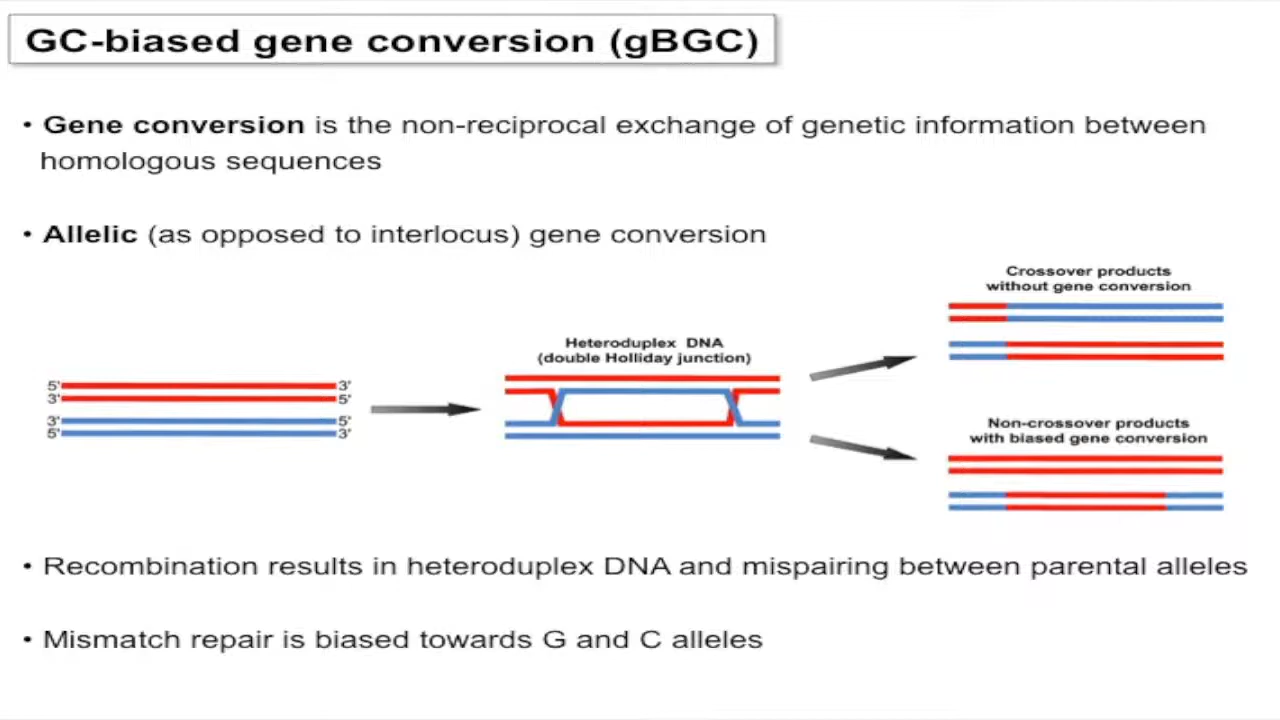 GC-biased gene conversion (gBGC)
• Gene conversion is the non-reciprocal exchange of genetic information between
homologous sequences
• Allelic (as opposed to interlocus) gene conversion
Crossover products
without gene conversion
Heteroduplex DNA
(double Holliday junction)
5' 3'
3' 5'
3' 5'
5' 3'
Non-crossover products
with biased gene conversion
• Recombination results in heteroduplex DNA and mispairing between parental alleles
• Mismatch repair is biased towards G and C alleles